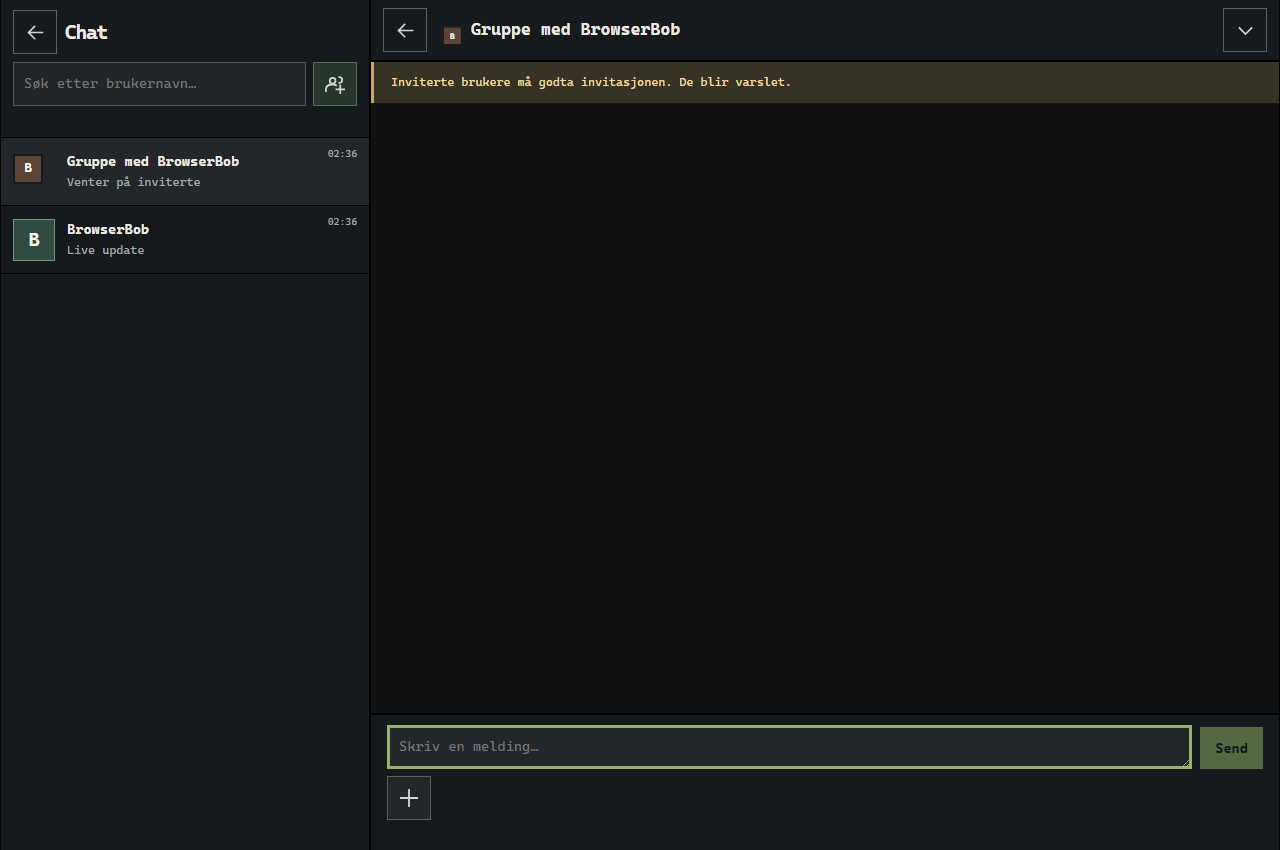 Chat
Søk etter brukernavn…
B
Gruppe med BrowserBob
02:36
Venter på inviterte
B
BrowserBob
02:36
Live update
B
Gruppe med BrowserBob
Inviterte brukere må godta invitasjonen. De blir varslet.
Skriv en melding…
Send